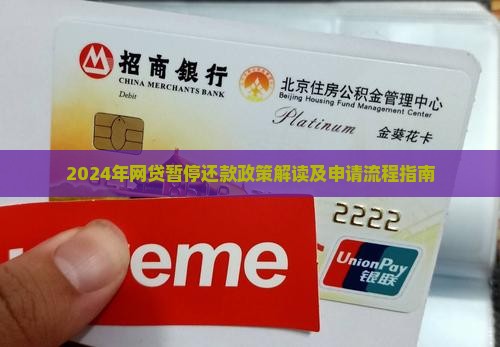 招商银行
CHINA MERCHANTS BANK
Debit
北京住房公积金管理中心
Beijing Housing Fund Management Center
Platinum
金葵花卡
2024年网贷暂停还款政策解读及申请流程指南
2222
eme
UnionPay
银联